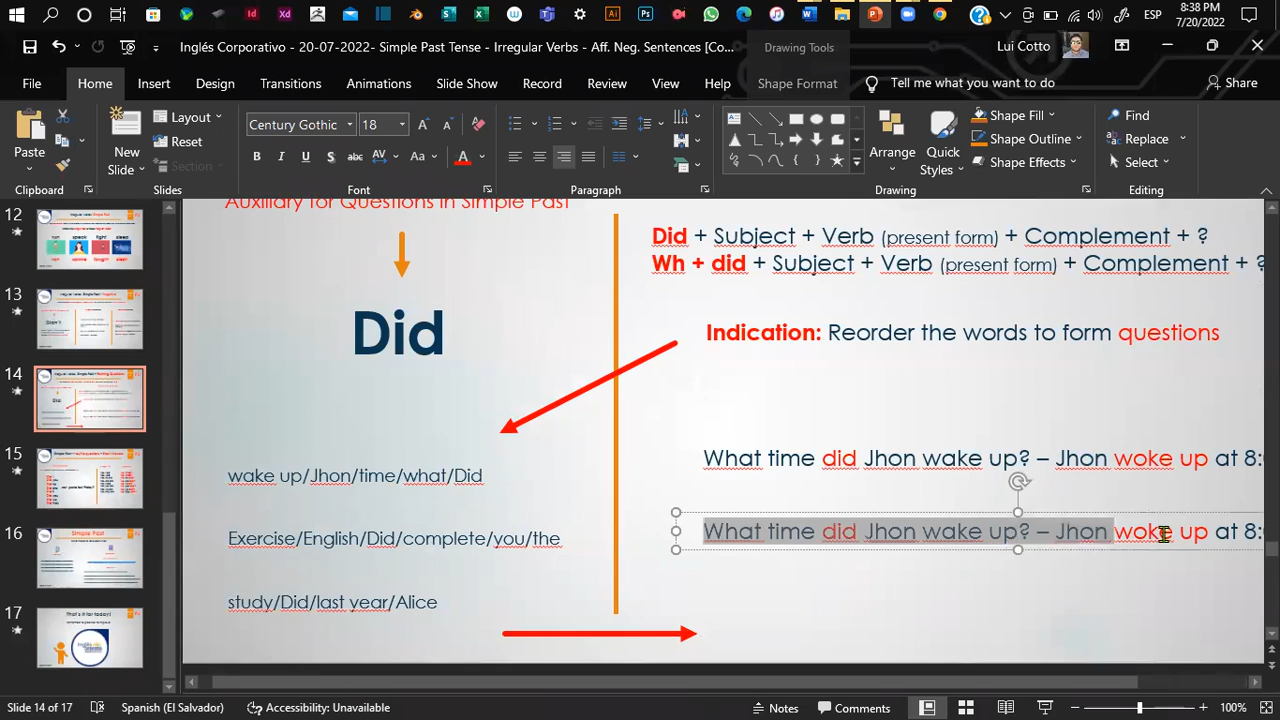 8:38 PM
ESP
7/20/2022
Inglés Corporativo - 20-07-2022- Simple Past Tense - Irregular Verbs - Aff. Neg. Sentences [Co...
Drawing Tools
Lui Cotto
File
Home
Insert
Design
Transitions
Animations
Slide Show
Record
Review
View
Help
Shape Format
Tell me what you want to do
Share
Paste
New
Slide
Layout
Reset
Section
Century Gothic
18
Arrange
Quick
Styles
Shape Fill
Shape Outline
Shape Effects
Find
Replace
Select
Clipboard
Slides
Font
Paragraph
Drawing
Editing
12
13
14
15
16
Simple Past
17
That's it for today!
Auxiliary for Questions in Simple Past
Did
wake up/Jhon/time/what/Did
Exercise/English/Did/complete/you/the
study/Did/last year/Alice
Did + Subject + Verb (present form) + Complement + ?
Wh + did + Subject + Verb (present form) + Complement + ?
Indication: Reorder the words to form questions
What time did Jhon wake up? – Jhon woke up at 8:
What time did Jhon wake up? – Jhon woke up at 8:
Slide 14 of 17
Spanish (El Salvador)
Accessibility: Unavailable
Notes
Comments
100%